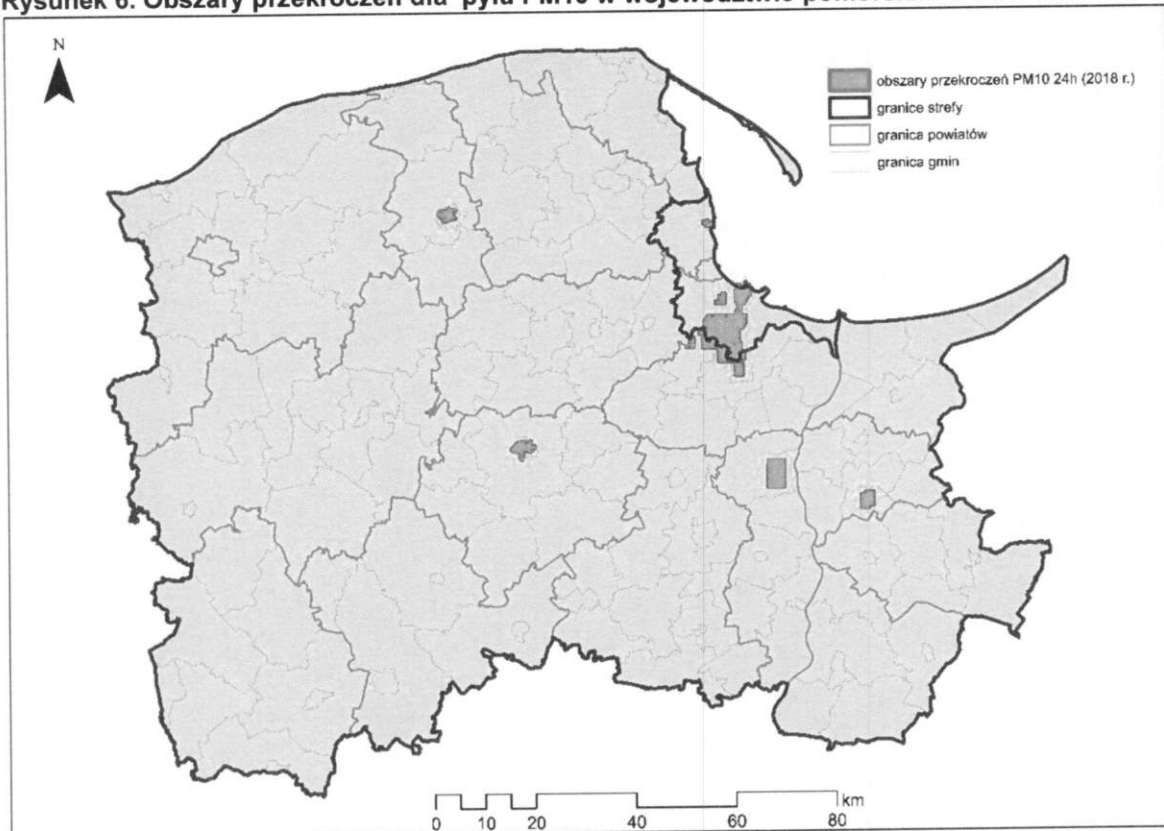 Rysunek 6. Obszary przekroczeń dla pyłu PM10 w województwie
N
obszary przekroczeń PM10 24h (2018 r.)
granice strefy
granica powiatów
granica gmin
km
0 10 20 40 60 80